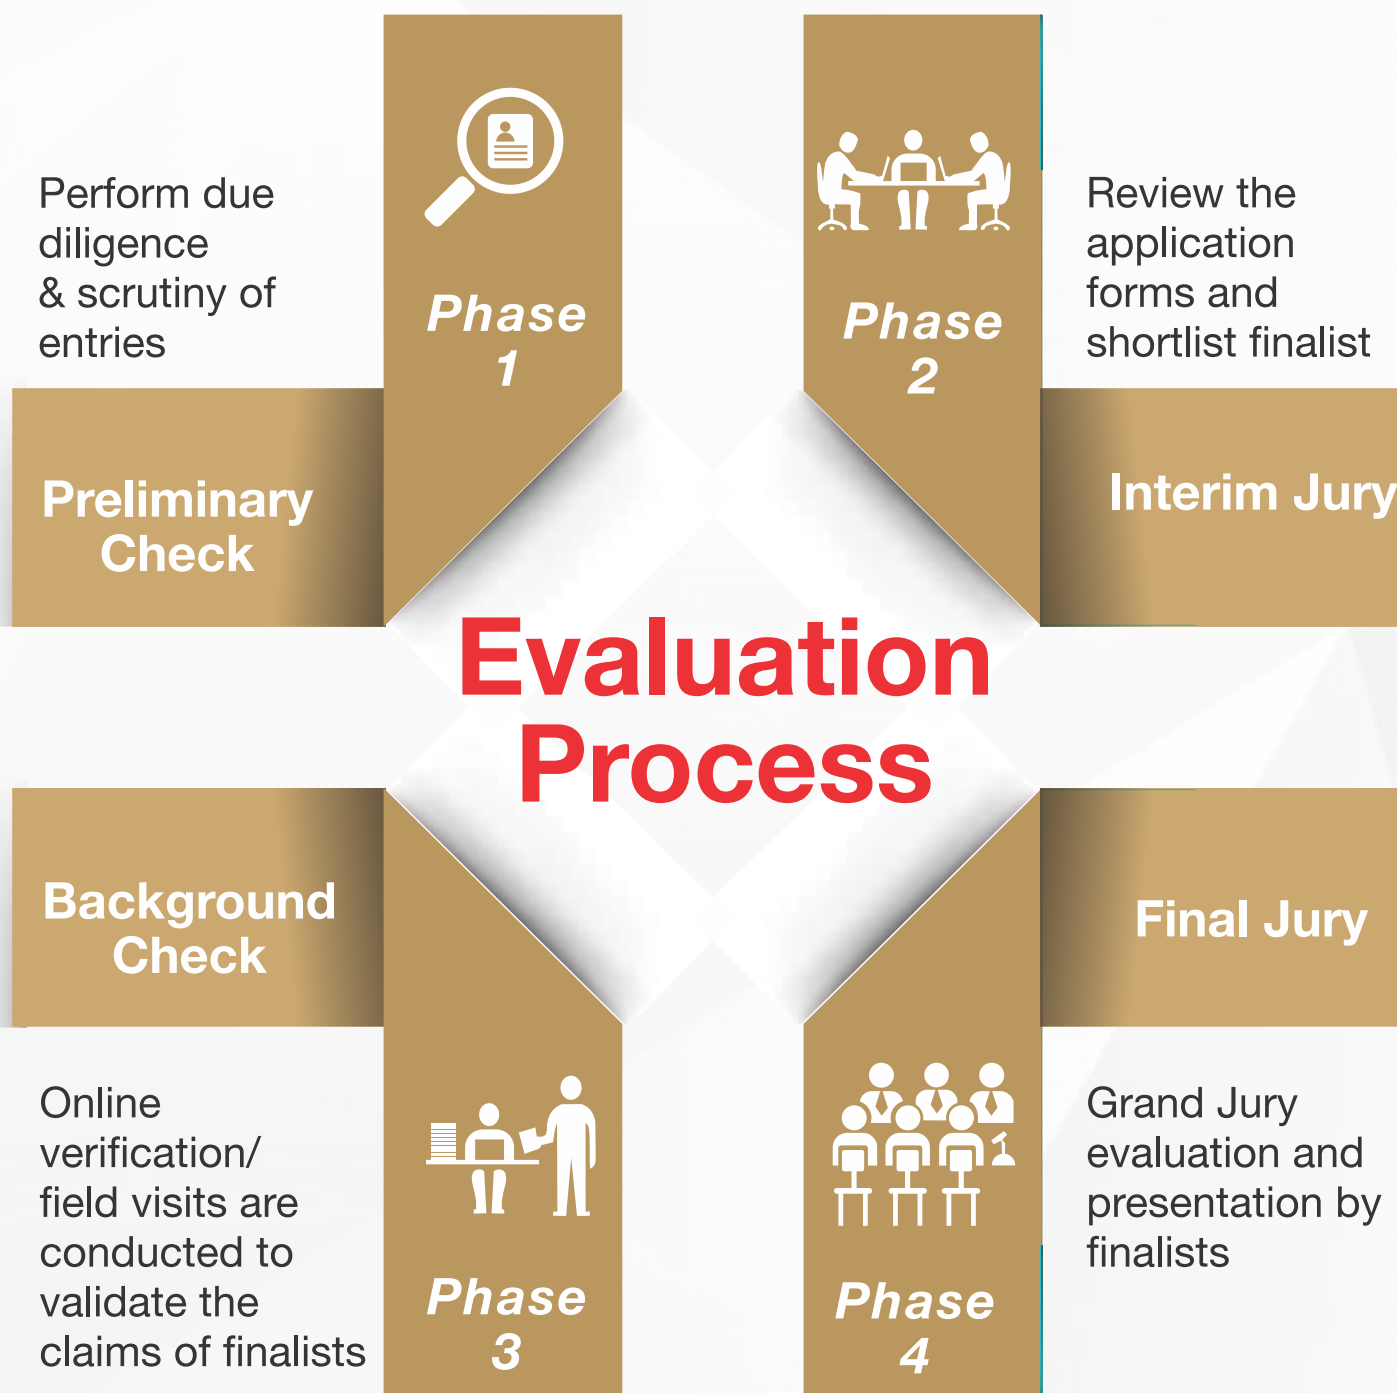 Perform due
diligence
& scrutiny of
entries
Phase
1
Preliminary
Check
Phase
2
Review the
application
forms and
shortlist finalist
Interim Jury
Evaluation
Process
Background
Check
Online
verification/
field visits are
conducted to
validate the
claims of finalists
Phase
3
Final Jury
Phase
4
Grand Jury
evaluation and
presentation by
finalists